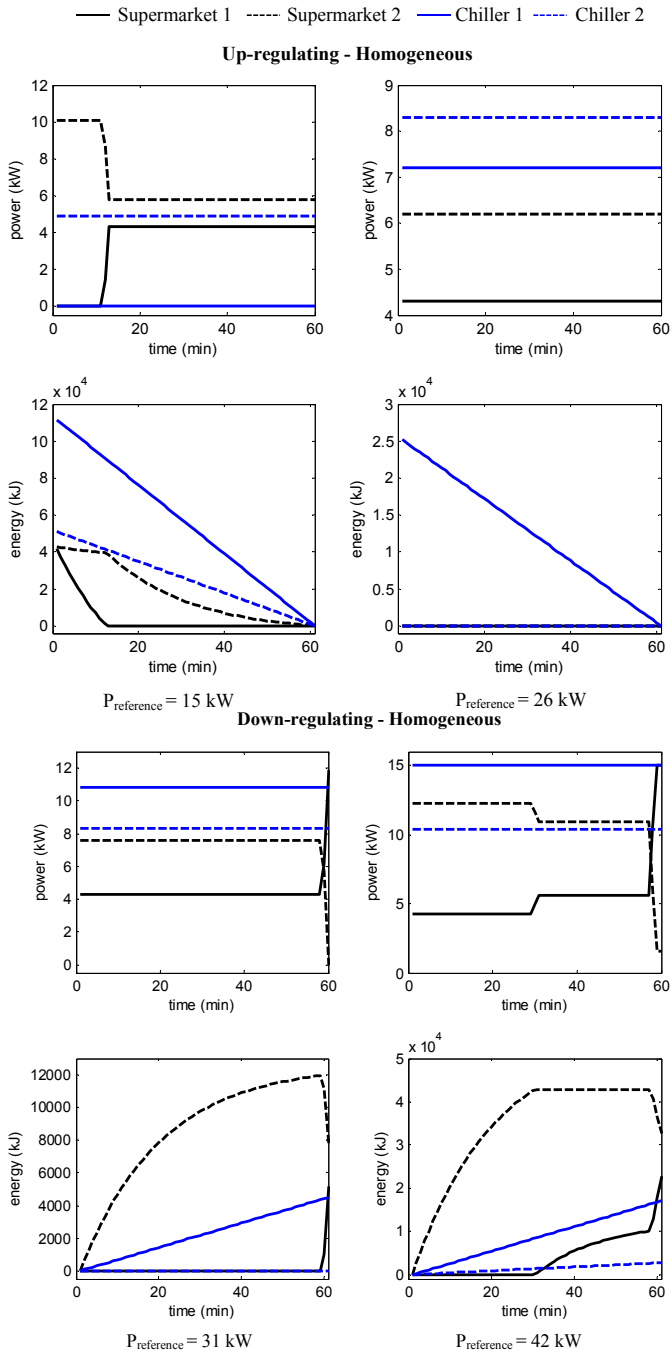 Supermarket 1 Supermarket 2 Chiller 1 Chiller 2
Up-regulating - Homogeneous
12
10
8
6
4
2
0
power (kW)
0 20 40 60
time (min)
9
8
7
6
5
4
power (kW)
0 20 40 60
time (min)
x 10^4
12
10
8
6
4
2
0
energy (kJ)
0 20 40 60
time (min)
P_reference = 15 kW
x 10^4
3
2.5
2
1.5
1
0.5
0
energy (kJ)
0 20 40 60
time (min)
P_reference = 26 kW
Down-regulating - Homogeneous
12
10
8
6
4
2
0
power (kW)
0 20 40 60
time (min)
15
10
5
0
power (kW)
0 20 40 60
time (min)
12000
10000
8000
6000
4000
2000
0
energy (kJ)
0 20 40 60
time (min)
P_reference = 31 kW
x 10^4
5
4
3
2
1
0
energy (kJ)
0 20 40 60
time (min)
P_reference = 42 kW